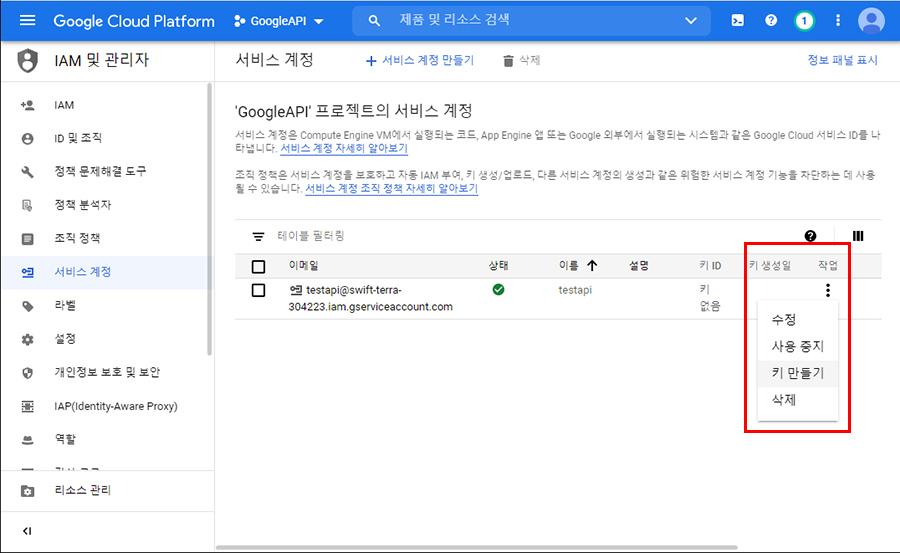 Google Cloud Platform
GoogleAPI
제품 및 리소스 검색
1
IAM 및 관리자
서비스 계정
서비스 계정 만들기
삭제
정보 패널 표시
IAM
ID 및 조직
정책 문제해결 도구
정책 분석자
조직 정책
서비스 계정
라벨
설정
개인정보 보호 및 보안
IAP(Identity-Aware Proxy)
역할
리소스 관리
'GoogleAPI' 프로젝트의 서비스 계정
서비스 계정은 Compute Engine VM에서 실행되는 코드, App Engine 앱 또는 Google 외부에서 실행되는 시스템과 같은 Google Cloud 서비스 ID를 나
타냅니다. 서비스 계정 자세히 알아보기
조직 정책은 서비스 계정을 보호하고 자동 IAM 부여, 키 생성/업로드, 다른 서비스 계정의 생성과 같은 위험한 서비스 계정 기능을 차단하는 데 사용
될 수 있습니다. 서비스 계정 조직 정책 자세히 알아보기
테이블 필터링
이메일 상태 이름 설명 키 ID 키 생성일 작업
testapi@swift-terra- testapi 키
304223.iam.gserviceaccount.com 없음
수정
사용 중지
키 만들기
삭제